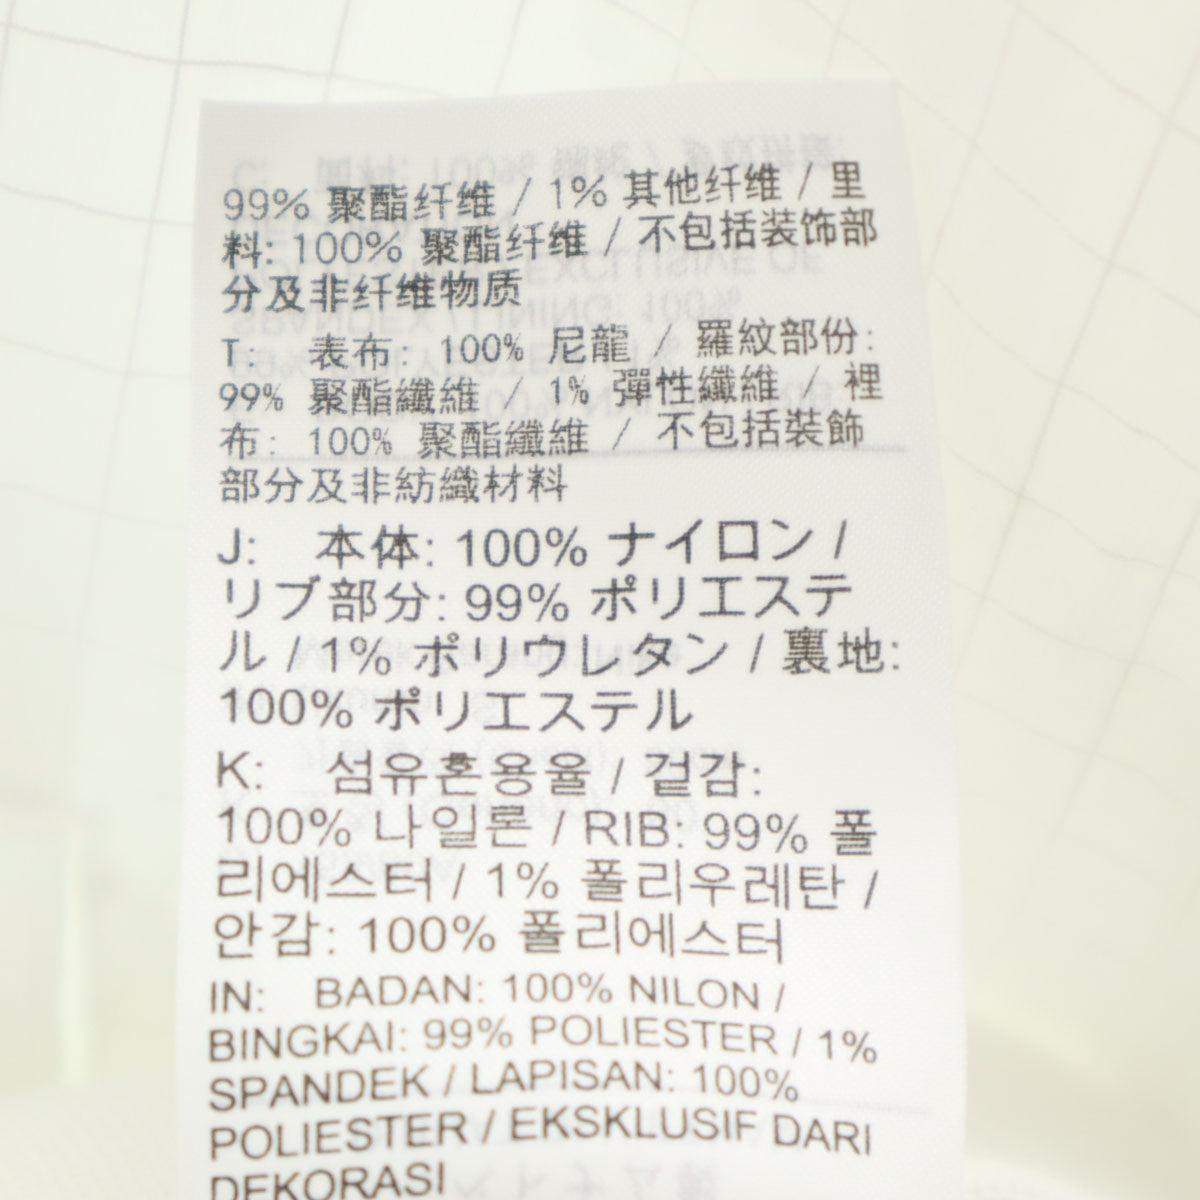 99% 聚酯纤维 / 1% 其他纤维 / 里
料: 100% 聚酯纤维 / 不包括装饰部
分及非纤维物质
T: 表布: 100% 尼龍 / 羅紋部份:
99% 聚酯纖維 / 1% 彈性纖維 / 裡
布: 100% 聚酯纖維 / 不包括裝飾
部分及非紡織材料
J: 本体: 100% ナイロン /
リブ部分: 99% ポリエステ
ル / 1% ポリウレタン / 裏地:
100% ポリエステル
K: 섬유혼용율 / 겉감:
100% 나일론 / RIB: 99% 폴
리에스터 / 1% 폴리우레탄 /
안감: 100% 폴리에스터
IN: BADAN: 100% NILON /
BINGKAI: 99% POLIESTER / 1%
SPANDEK / LAPISAN: 100%
POLIESTER / EKSKLUSIF DARI
DEKORASI